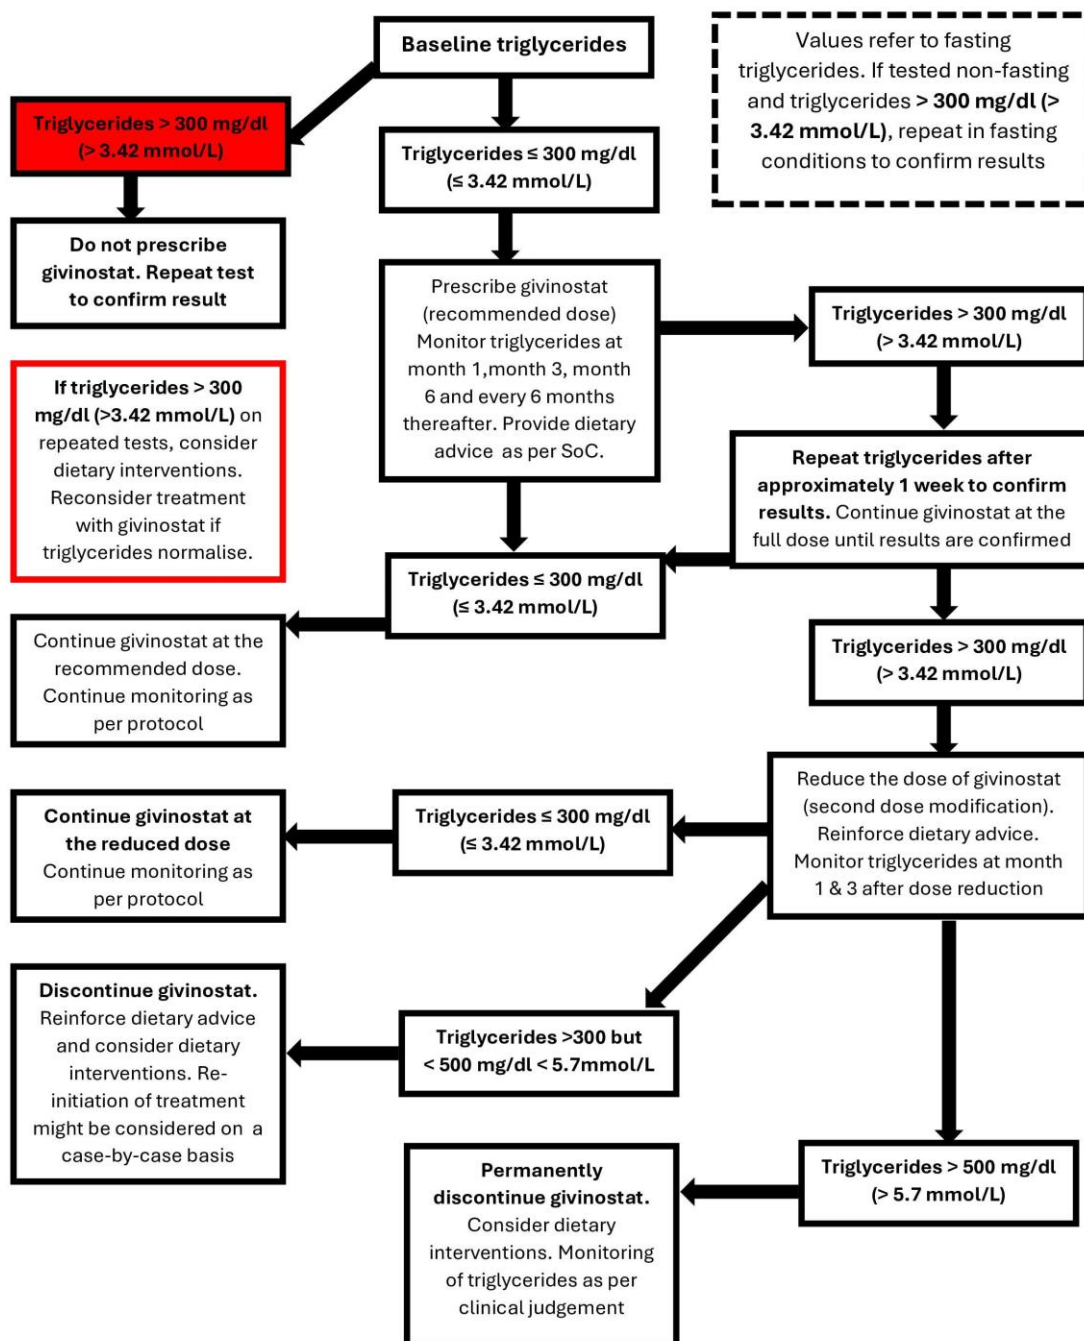 Baseline triglycerides
Values refer to fasting
triglycerides. If tested non-fasting
and triglycerides > 300 mg/dl (>
3.42 mmol/L), repeat in fasting
conditions to confirm results
Triglycerides > 300 mg/dl
(> 3.42 mmol/L)
Triglycerides ≤ 300 mg/dl
(≤ 3.42 mmol/L)
Do not prescribe
givinostat. Repeat test
to confirm result
Prescribe givinostat
(recommended dose)
Monitor triglycerides at
month 1,month 3, month
6 and every 6 months
thereafter. Provide dietary
advice as per SoC.
Triglycerides > 300 mg/dl
(> 3.42 mmol/L)
If triglycerides > 300
mg/dl (>3.42 mmol/L) on
repeated tests, consider
dietary interventions.
Reconsider treatment
with givinostat if
triglycerides normalise.
Repeat triglycerides after
approximately 1 week to confirm
results. Continue givinostat at the
full dose until results are confirmed
Triglycerides ≤ 300 mg/dl
(≤ 3.42 mmol/L)
Continue givinostat at the
recommended dose.
Continue monitoring as
per protocol
Triglycerides > 300 mg/dl
(> 3.42 mmol/L)
Reduce the dose of givinostat
(second dose modification).
Reinforce dietary advice.
Monitor triglycerides at month
1 & 3 after dose reduction
Triglycerides ≤ 300 mg/dl
(≤ 3.42 mmol/L)
Continue givinostat at
the reduced dose
Continue monitoring as
per protocol
Discontinue givinostat.
Reinforce dietary advice
and consider dietary
interventions. Re-
initiation of treatment
might be considered on a
case-by-case basis
Triglycerides >300 but
< 500 mg/dl < 5.7mmol/L
Triglycerides > 500 mg/dl
(> 5.7 mmol/L)
Permanently
discontinue givinostat.
Consider dietary
interventions. Monitoring
of triglycerides as per
clinical judgement